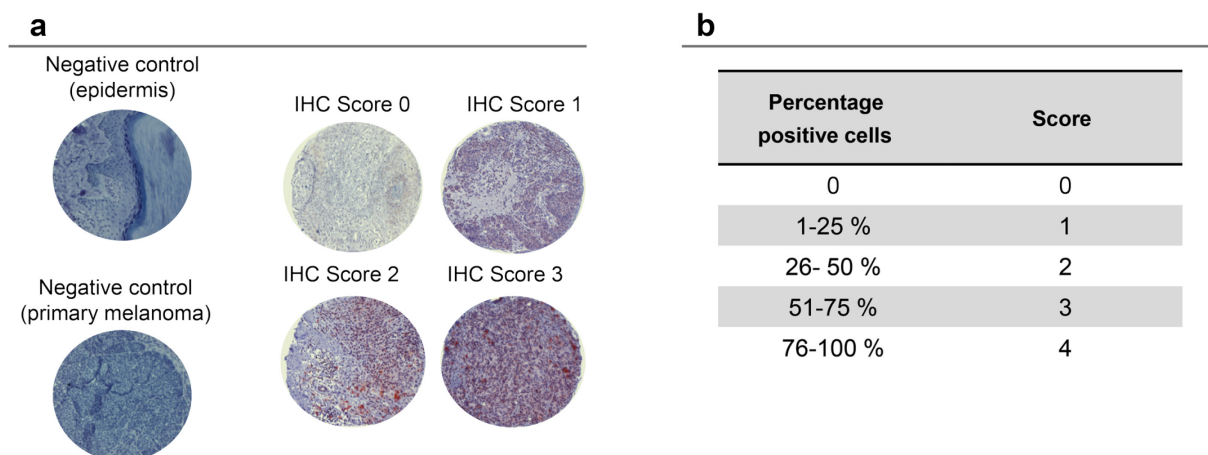 a
Negative control
(epidermis)
IHC Score 0
IHC Score 1
IHC Score 2
IHC Score 3
Negative control
(primary melanoma)
b
Percentage
positive cells
Score
0
0
1-25 %
1
26- 50 %
2
51-75 %
3
76-100 %
4